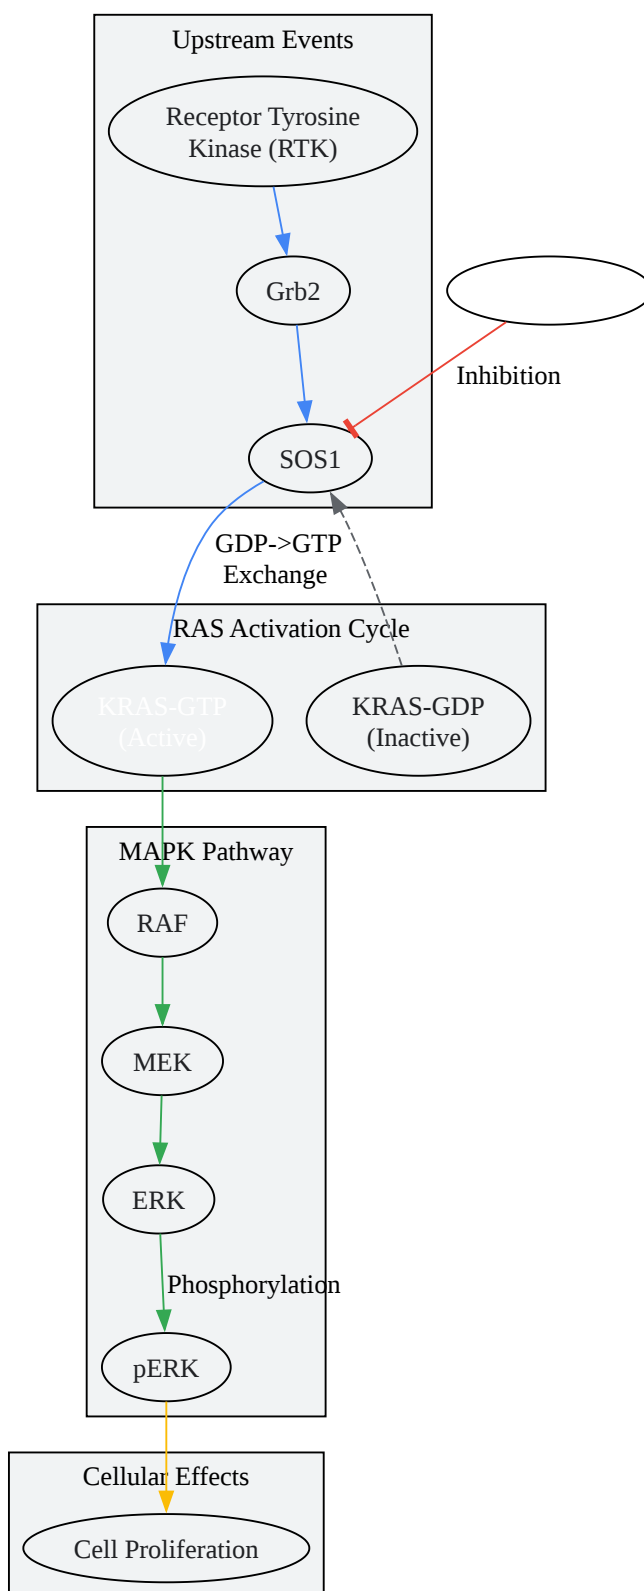 Upstream Events
Receptor Tyrosine
Kinase (RTK)
Grb2
Inhibition
SOS1
GDP->GTP
Exchange
RAS Activation Cycle
KRAS-GTP
(Active)
KRAS-GDP
(Inactive)
MAPK Pathway
RAF
MEK
ERK
Phosphorylation
pERK
Cellular Effects
Cell Proliferation